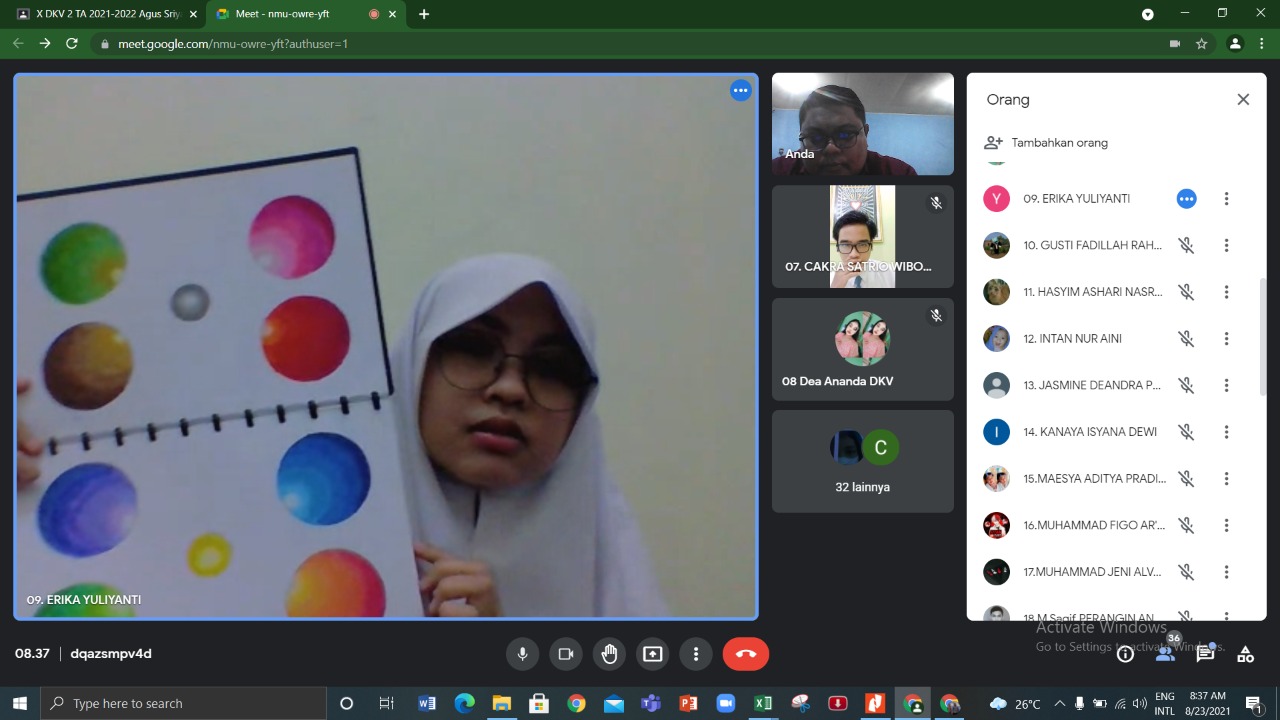 X DKV 2 TA 2021-2022 Agus Sriy
Meet - nmu-owre-yft
meet.google.com/nmu-owre-yft?authuser=1
09. ERIKA YULIYANTI
Anda
07. CAKRA SATRIO WIBO...
08 Dea Ananda DKV
C
32 lainnya
Orang
Tambahkan orang
Y
09. ERIKA YULIYANTI
10. GUSTI FADILLAH RAH...
11. HASYIM ASHARI NASR...
12. INTAN NUR AINI
13. JASMINE DEANDRA P...
I
14. KANAYA ISYANA DEWI
15.MAESYA ADITYA PRADI...
16.MUHAMMAD FIGO AR'...
17.MUHAMMAD JENI ALV...
18.M.Sagif PERANGIN AN...
Activate Windows
Go to Settings to activate Windows.
08.37 | dqazsmpv4d
36
Type here to search
26°C
ENG
INTL
8:37 AM
8/23/2021
1